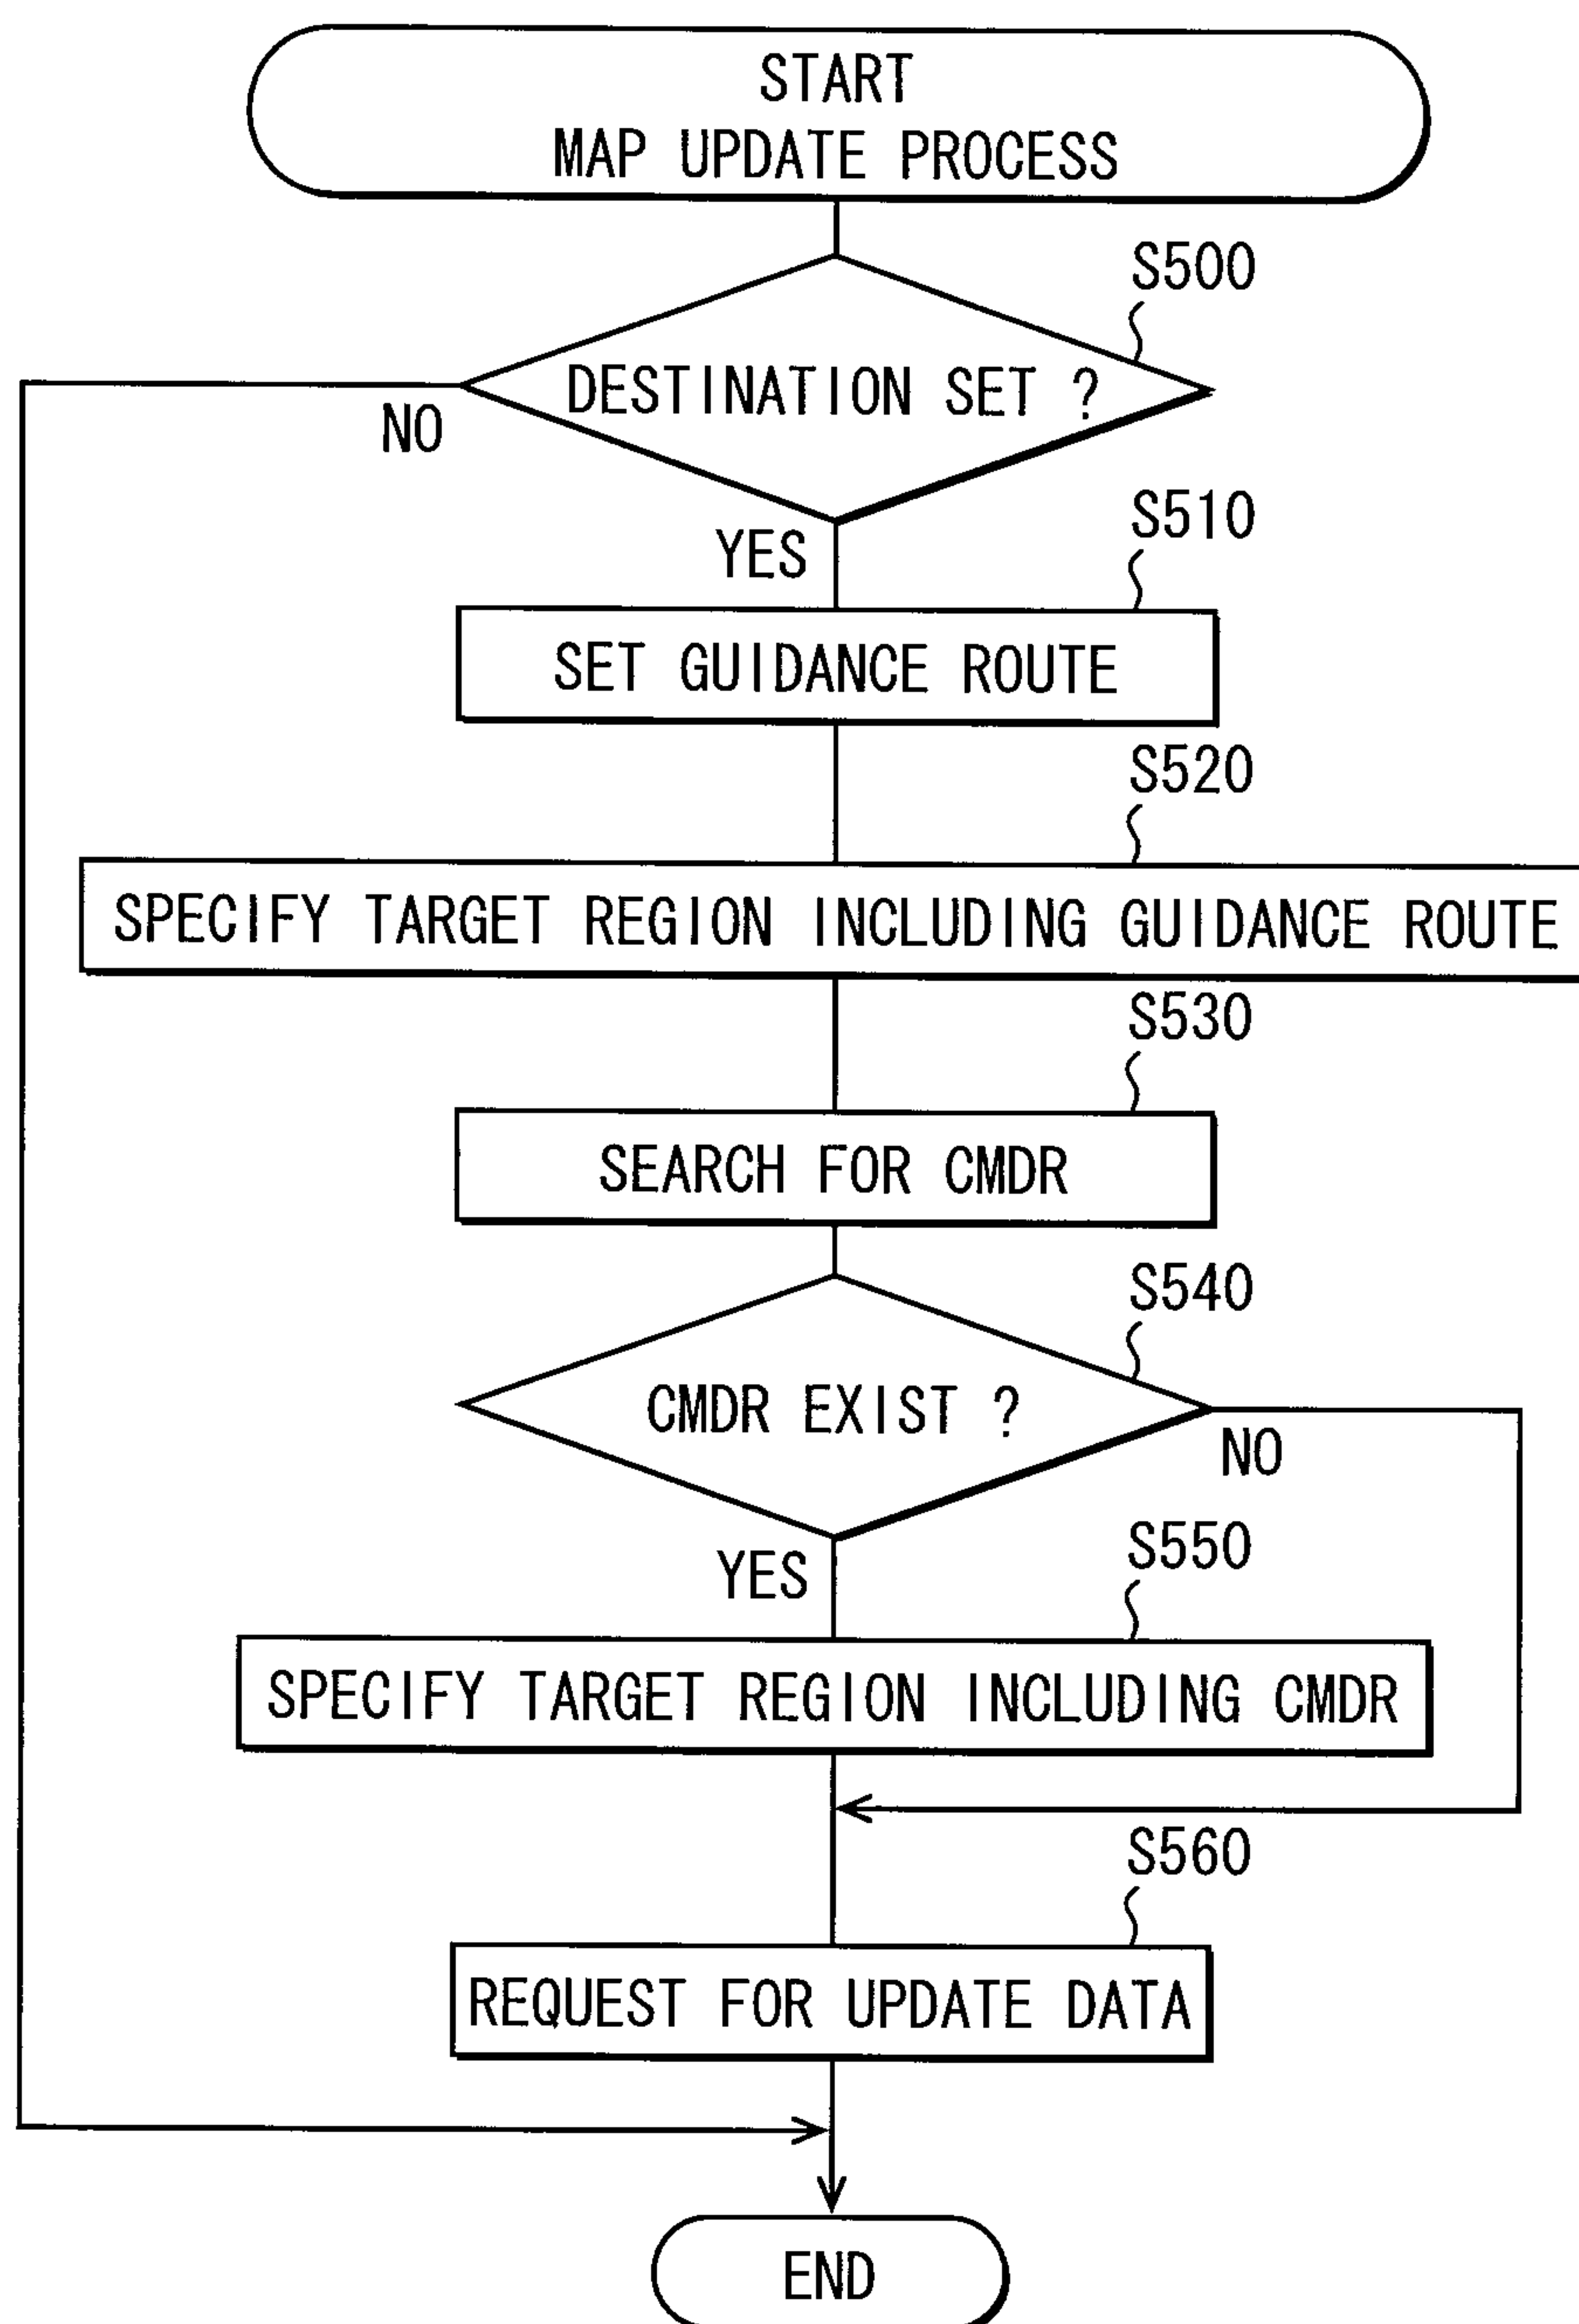 START
MAP UPDATE PROCESS
S500
DESTINATION SET ?
NO
YES
S510
SET GUIDANCE ROUTE
S520
SPECIFY TARGET REGION INCLUDING GUIDANCE ROUTE
S530
SEARCH FOR CMDR
S540
CMDR EXIST ?
NO
YES
S550
SPECIFY TARGET REGION INCLUDING CMDR
S560
REQUEST FOR UPDATE DATA
END